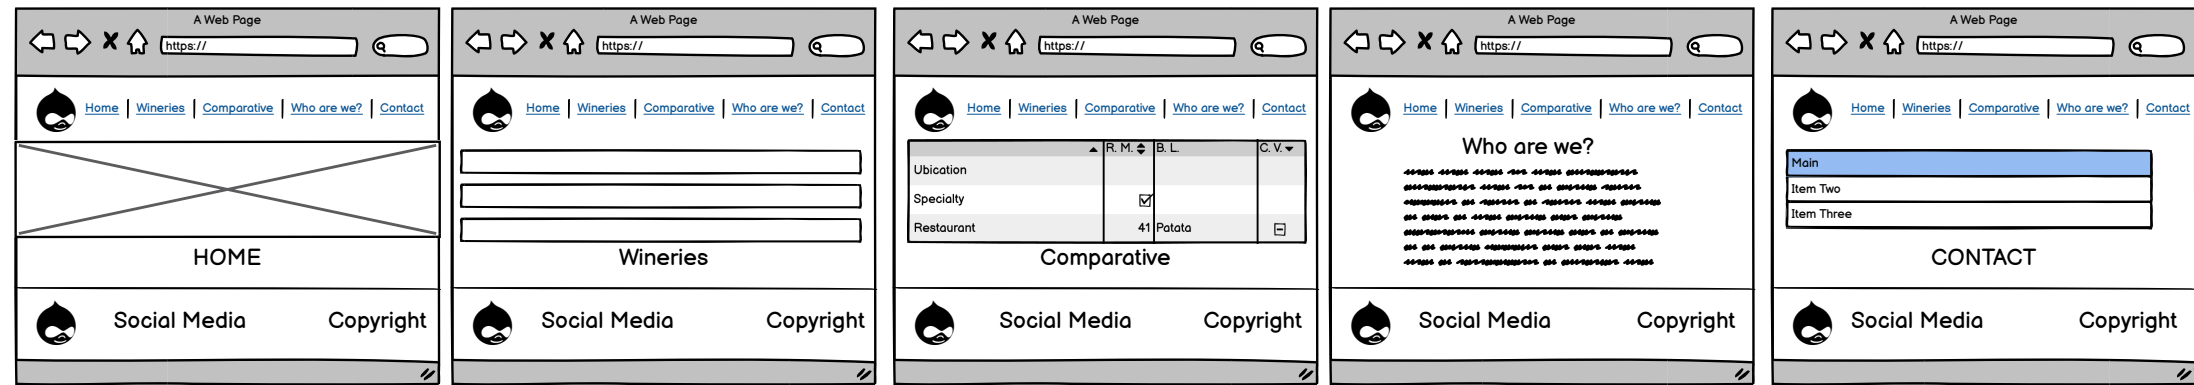 A Web Page
https://
Home | Wineries | Comparative | Who are we? | Contact
HOME
Social Media Copyright
A Web Page
https://
Home | Wineries | Comparative | Who are we? | Contact
Wineries
Social Media Copyright
A Web Page
https://
Home | Wineries | Comparative | Who are we? | Contact
R. M. B. L. C. V.
Ubication
Specialty
Restaurant 41 Patata
Comparative
Social Media Copyright
A Web Page
https://
Home | Wineries | Comparative | Who are we? | Contact
Who are we?
Social Media Copyright
A Web Page
https://
Home | Wineries | Comparative | Who are we? | Contact
Main
Item Two
Item Three
CONTACT
Social Media Copyright